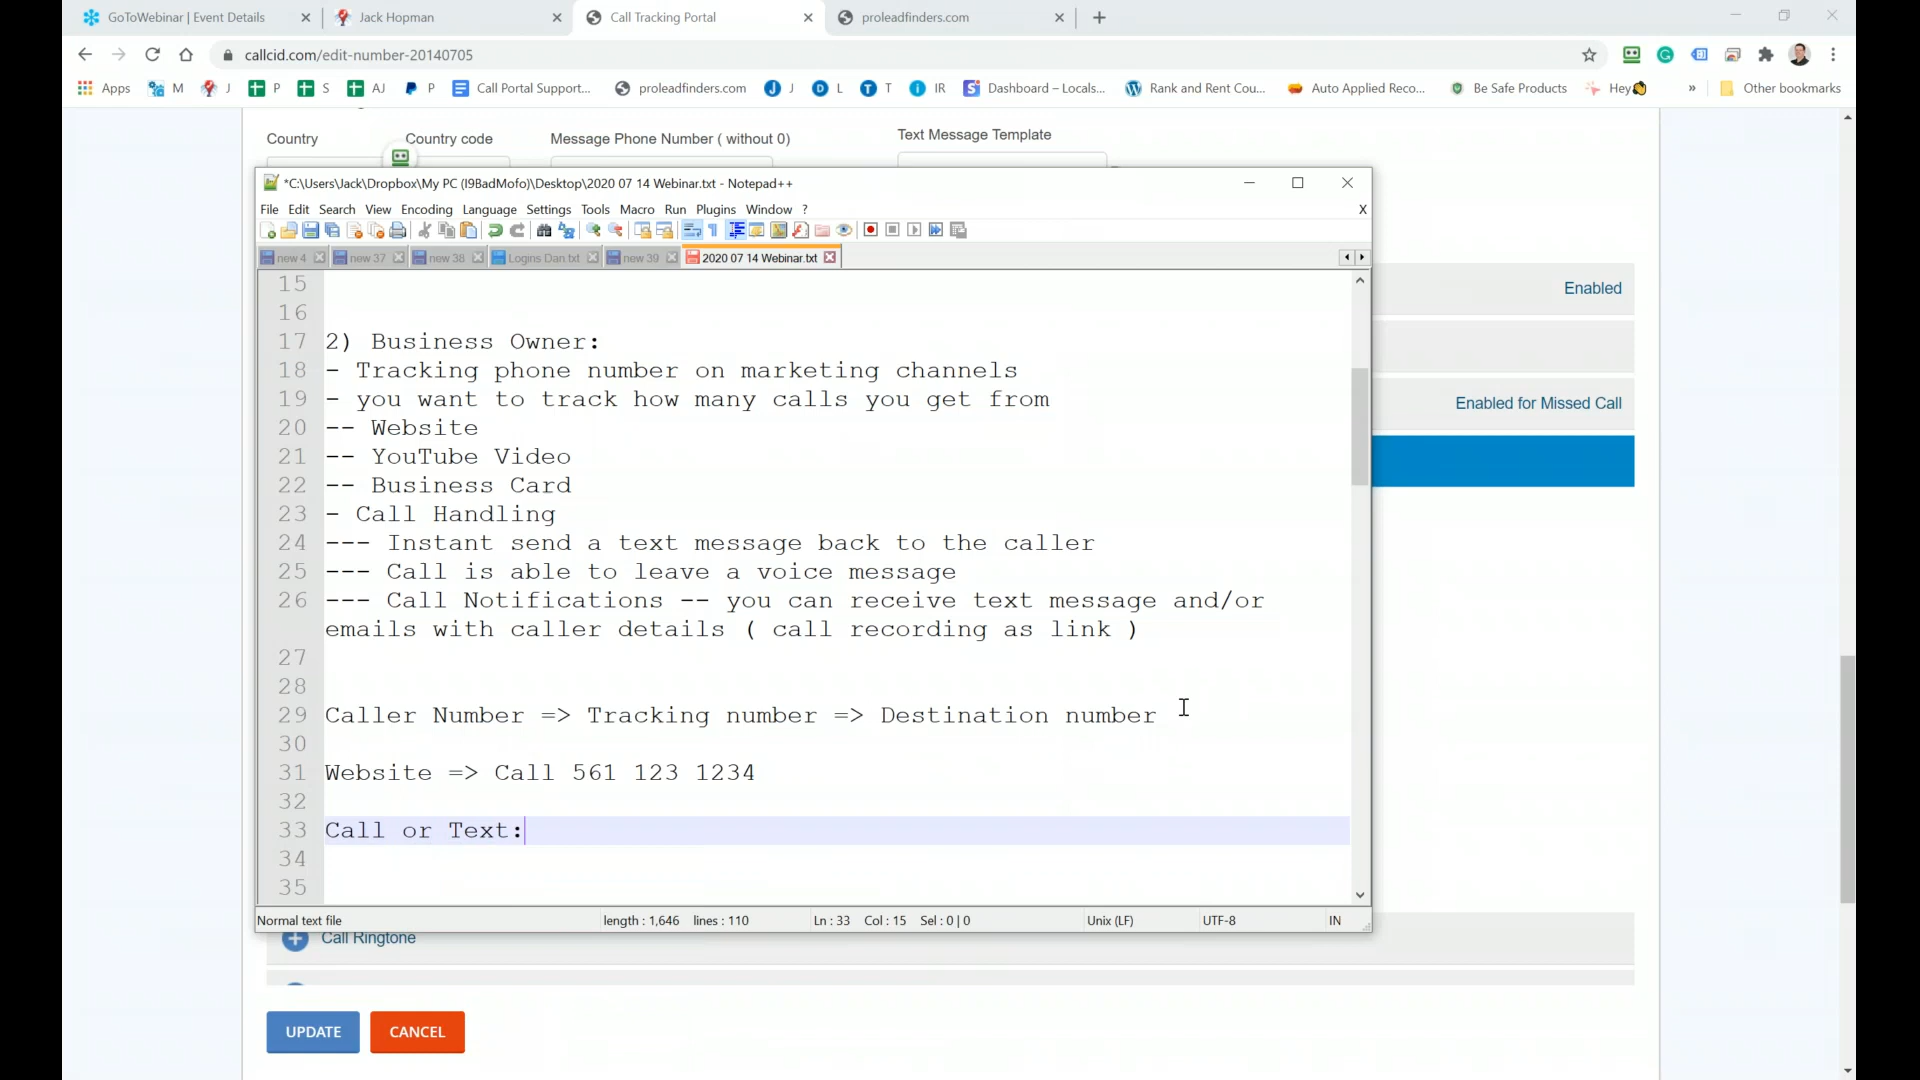 GoToWebinar | Event Details
Jack Hopman
Call Tracking Portal
proleadfinders.com
callcid.com/edit-number-20140705
Apps
M
J
P
S
AJ
P
Call Portal Support...
proleadfinders.com
J
L
T
IR
Dashboard – Locals...
Rank and Rent Cou...
Auto Applied Reco...
Be Safe Products
Hey
Other bookmarks
Country
Country code
Message Phone Number ( without 0)
Text Message Template
*C:\Users\Jack\Dropbox\My PC (I9BadMofo)\Desktop\2020 07 14 Webinar.txt - Notepad++
File Edit Search View Encoding Language Settings Tools Macro Run Plugins Window ? X
new 4
new 37
new 38
Logins Dan.txt
new 39
2020 07 14 Webinar.txt
15
16
17 2) Business Owner:
18 - Tracking phone number on marketing channels
19 - you want to track how many calls you get from
20 -- Website
21 -- YouTube Video
22 -- Business Card
23 - Call Handling
24 --- Instant send a text message back to the caller
25 --- Call is able to leave a voice message
26 --- Call Notifications -- you can receive text message and/or
emails with caller details ( call recording as link )
27
28
29 Caller Number => Tracking number => Destination number
30
31 Website => Call 561 123 1234
32
33 Call or Text:
34
35
Normal text file
length : 1,646 lines : 110
Ln : 33 Col : 15 Sel : 0 | 0
Unix (LF)
UTF-8
IN
Enabled
Enabled for Missed Call
Call Ringtone
UPDATE
CANCEL